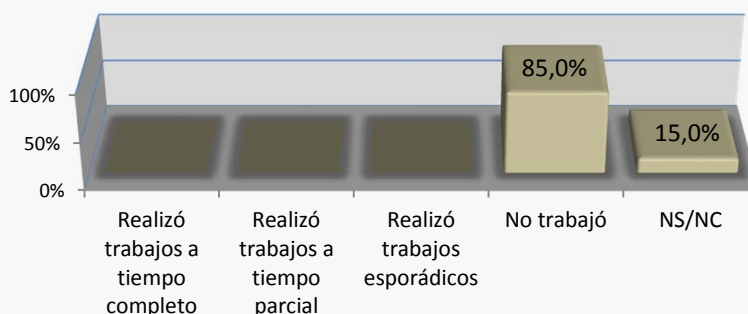 85,0%
15,0%
100%
50%
0%
Realizó
trabajos a
tiempo
completo
Realizó
trabajos a
tiempo
parcial
Realizó
trabajos
esporádicos
No trabajó
NS/NC